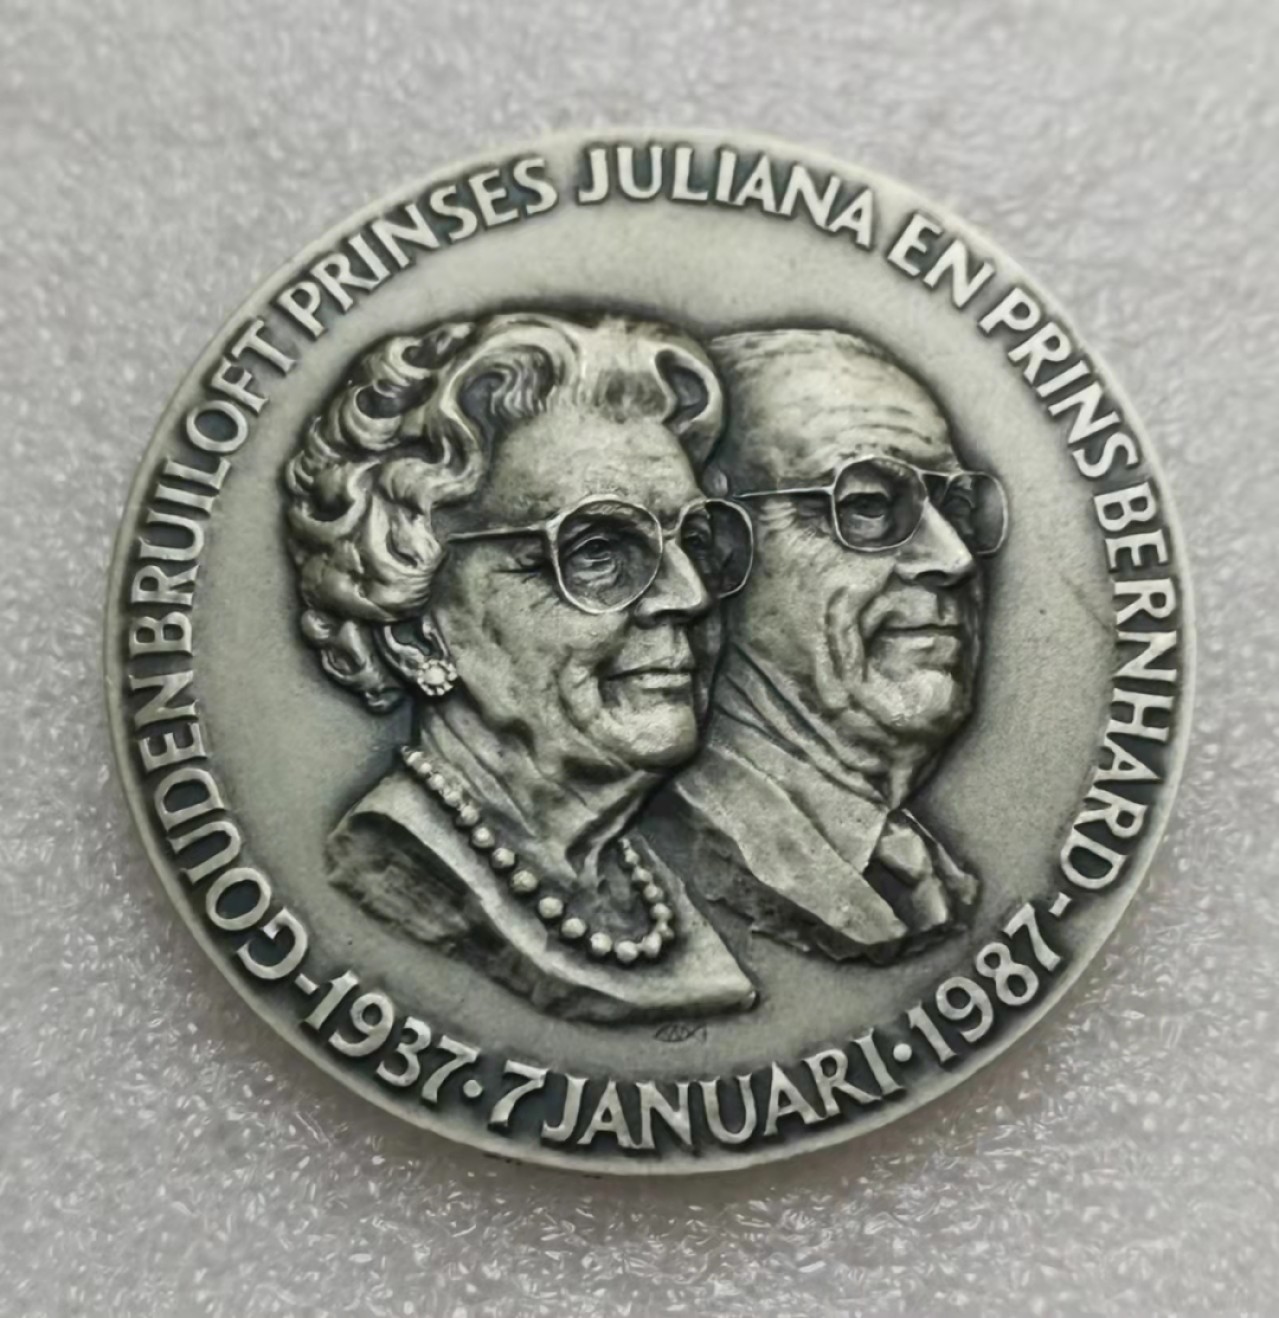 GOUDEN BRUILOFT PRINSES JULIANA EN PRINS BERNHARD
-1937·7 JANUARI·1987-